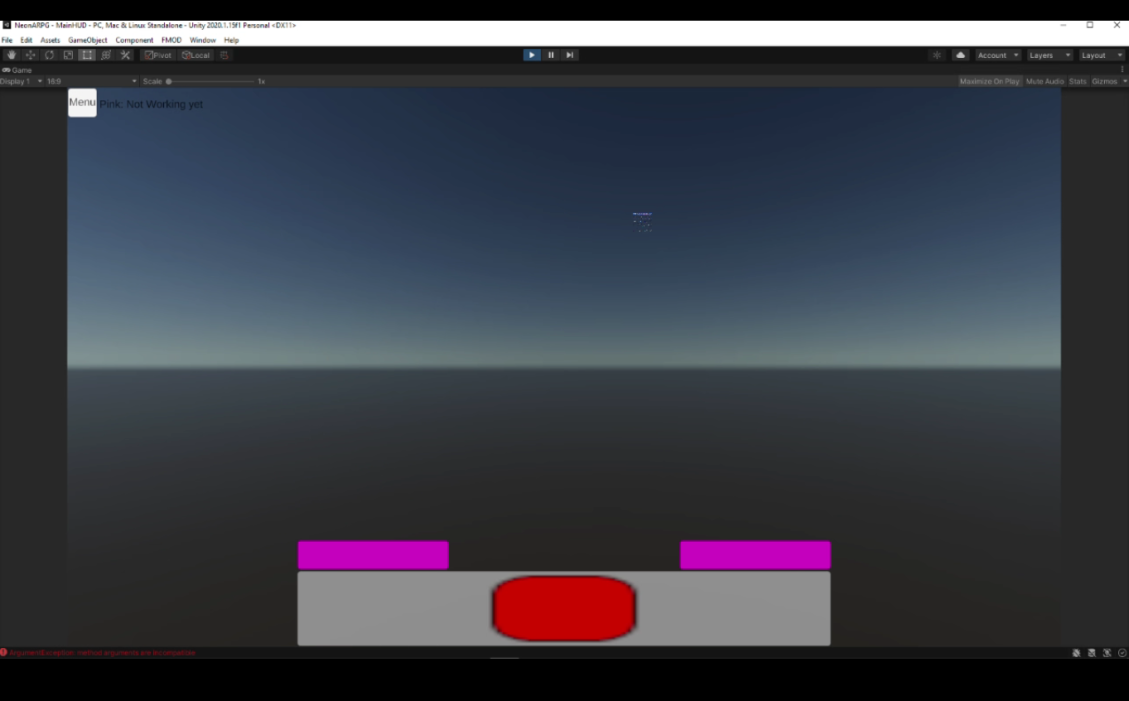 NeonARPG - MainHUD - PC, Mac & Linux Standalone - Unity 2020.1.15f1 Personal <DX11>
File Edit Assets GameObject Component FMOD Window Help
Pivot Local Account Layers Layout
Game
Display 1 16:9 Scale 1x Maximize On Play Mute Audio Stats Gizmos
Menu Pink: Not Working yet
ArgumentException: method arguments are incompatible